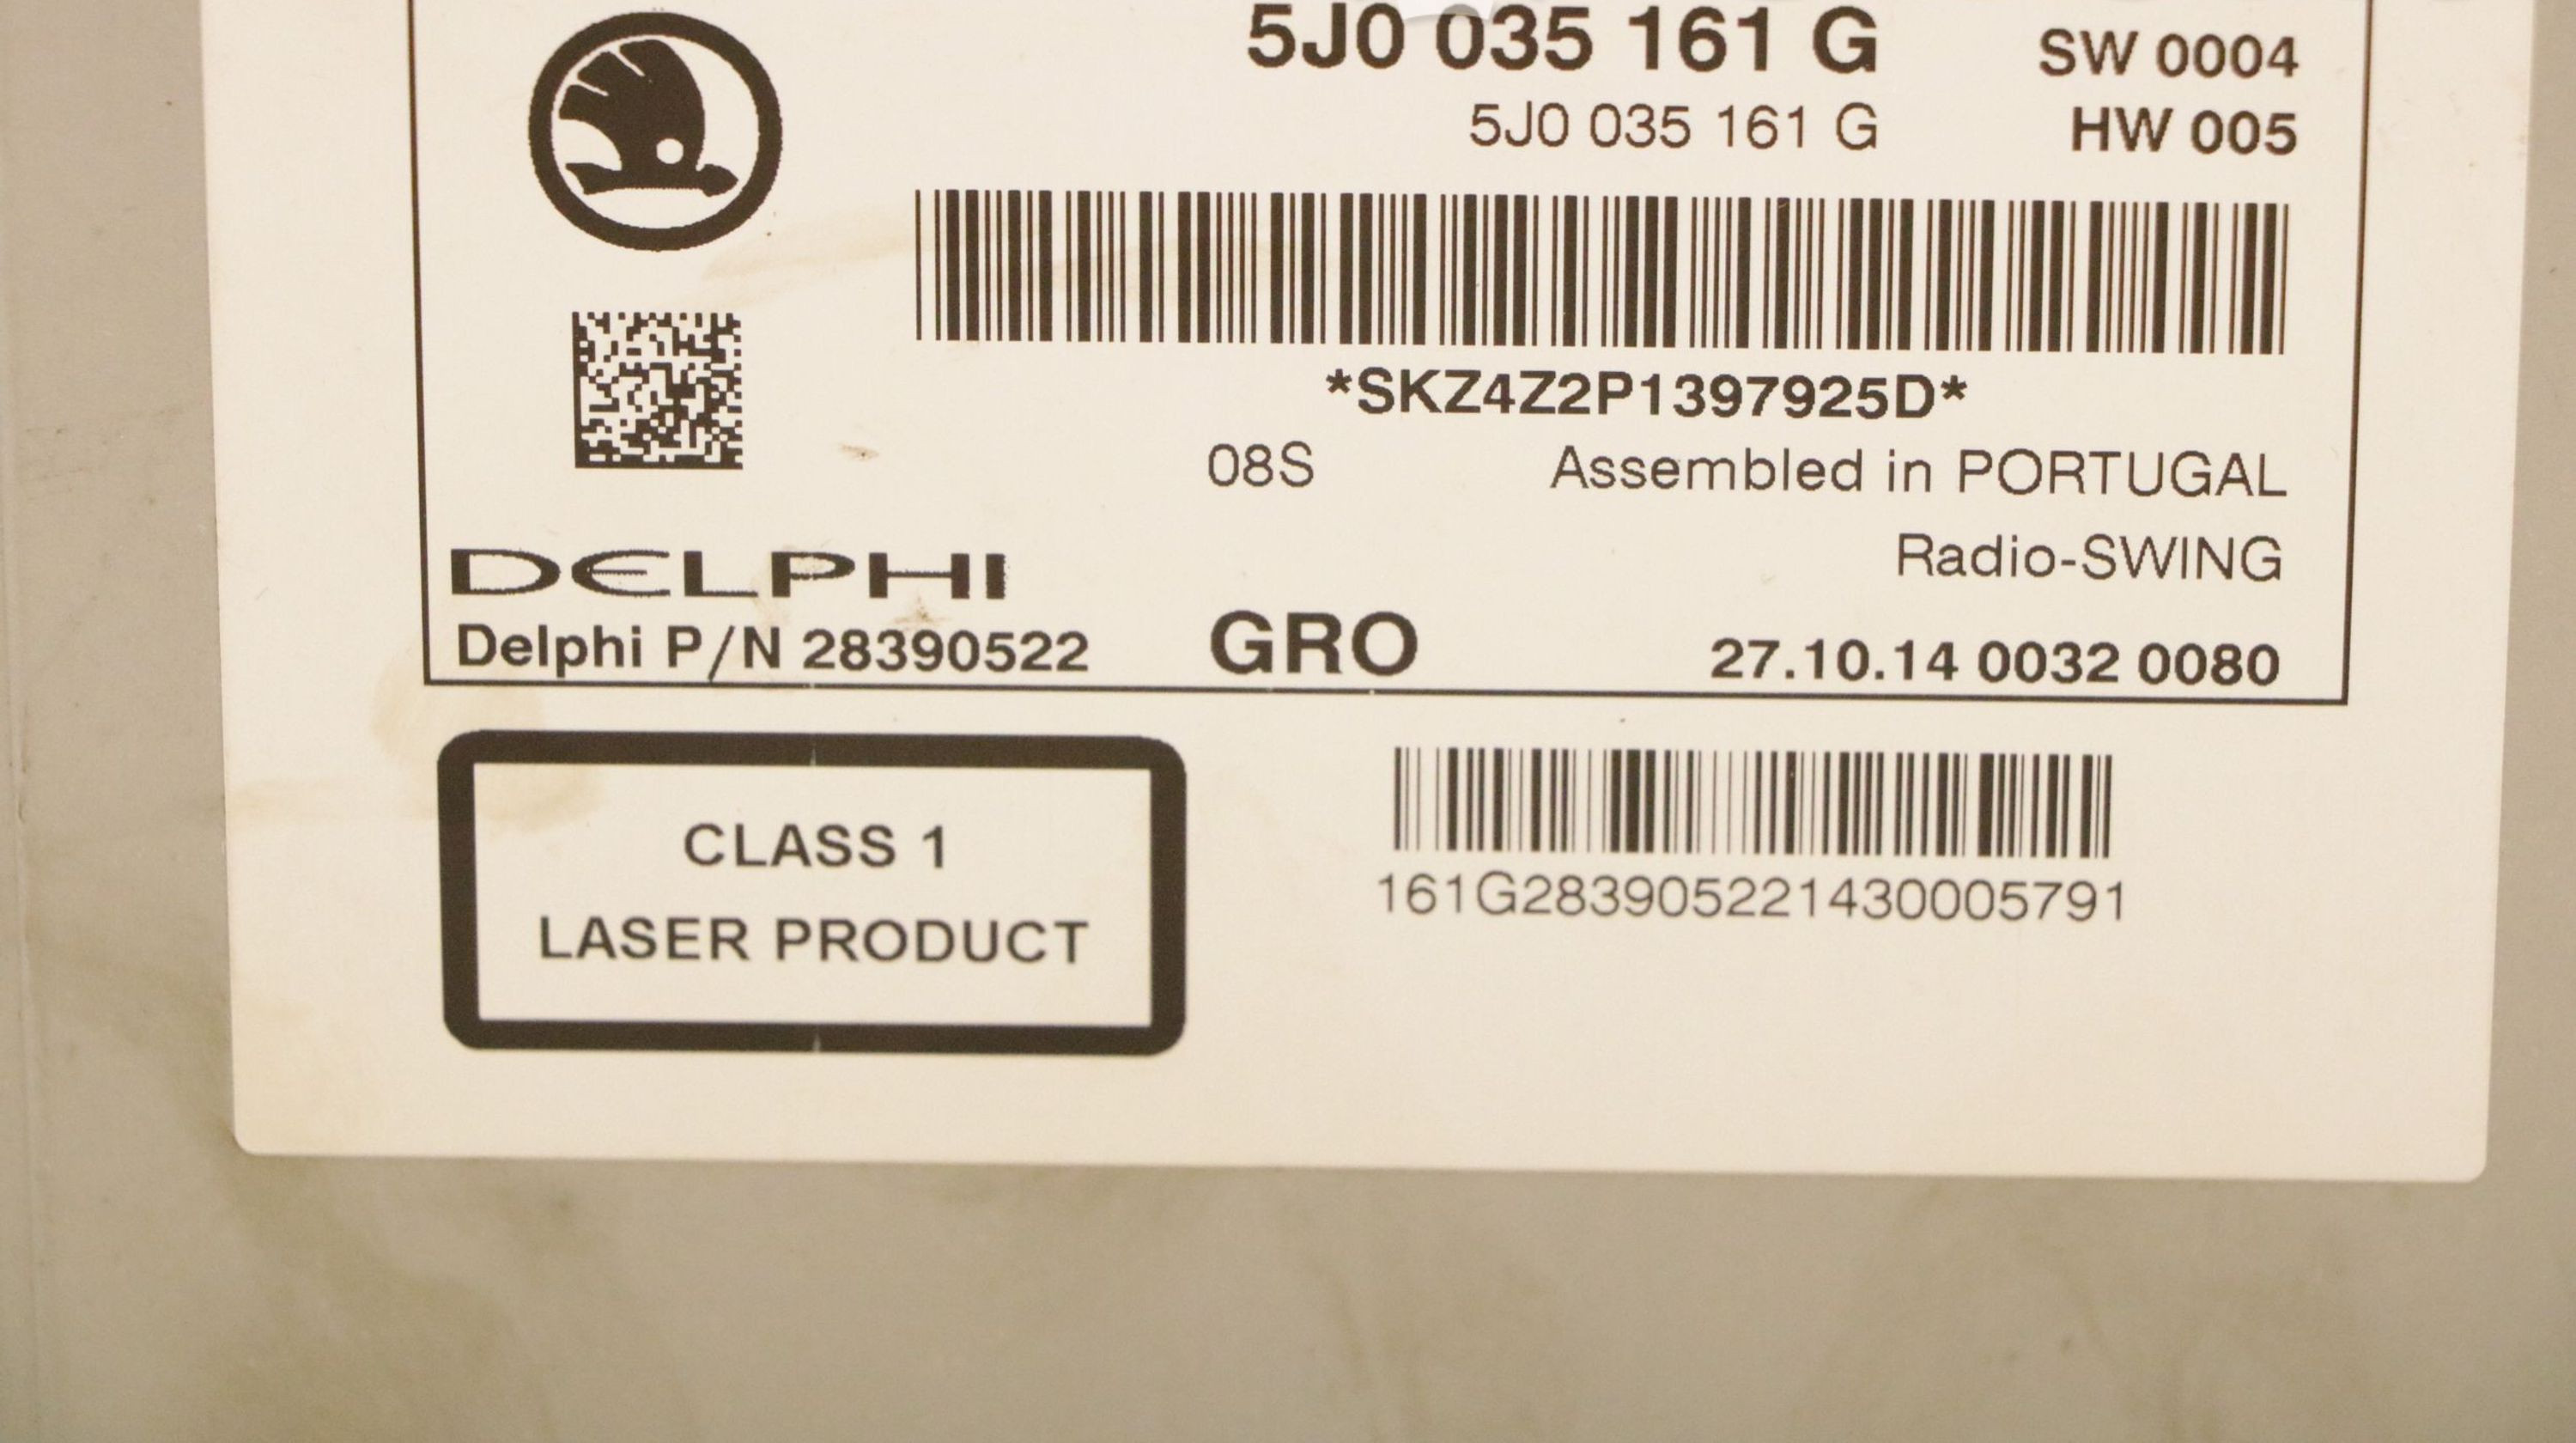 5J0 035 161 G SW 0004
5J0 035 161 G HW 005
*SKZ4Z2P1397925D*
08S Assembled in PORTUGAL
Radio-SWING
DELPHI
Delphi P/N 28390522 GRO 27.10.14 0032 0080
CLASS 1
LASER PRODUCT
161G283905221430005791